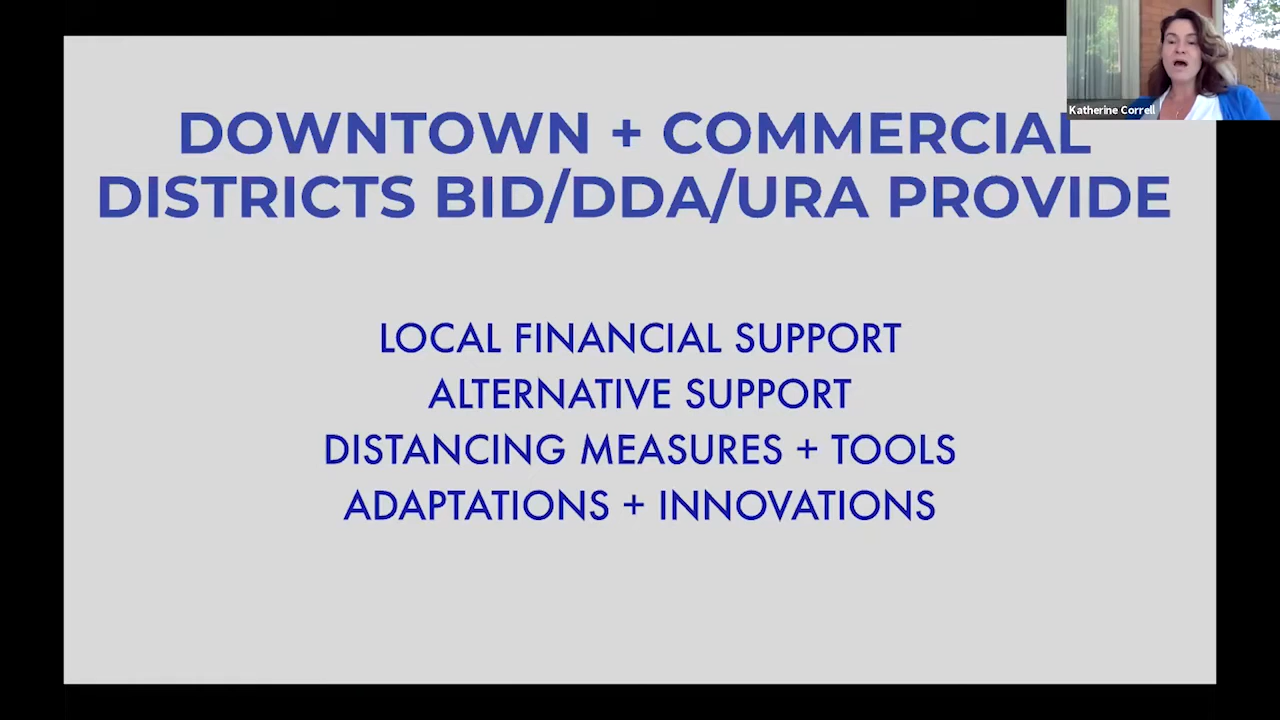 Katherine Correll
DOWNTOWN + COMMERCIAL
DISTRICTS BID/DDA/URA PROVIDE
LOCAL FINANCIAL SUPPORT
ALTERNATIVE SUPPORT
DISTANCING MEASURES + TOOLS
ADAPTATIONS + INNOVATIONS